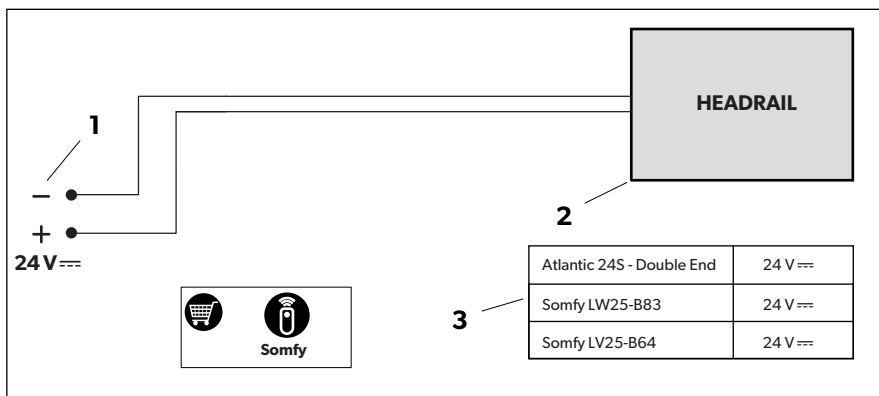 HEADRAIL
1
−
+
24 V⎓
2
3
Atlantic 24S - Double End 24 V⎓
Somfy LW25-B83 24 V⎓
Somfy LV25-B64 24 V⎓
Somfy